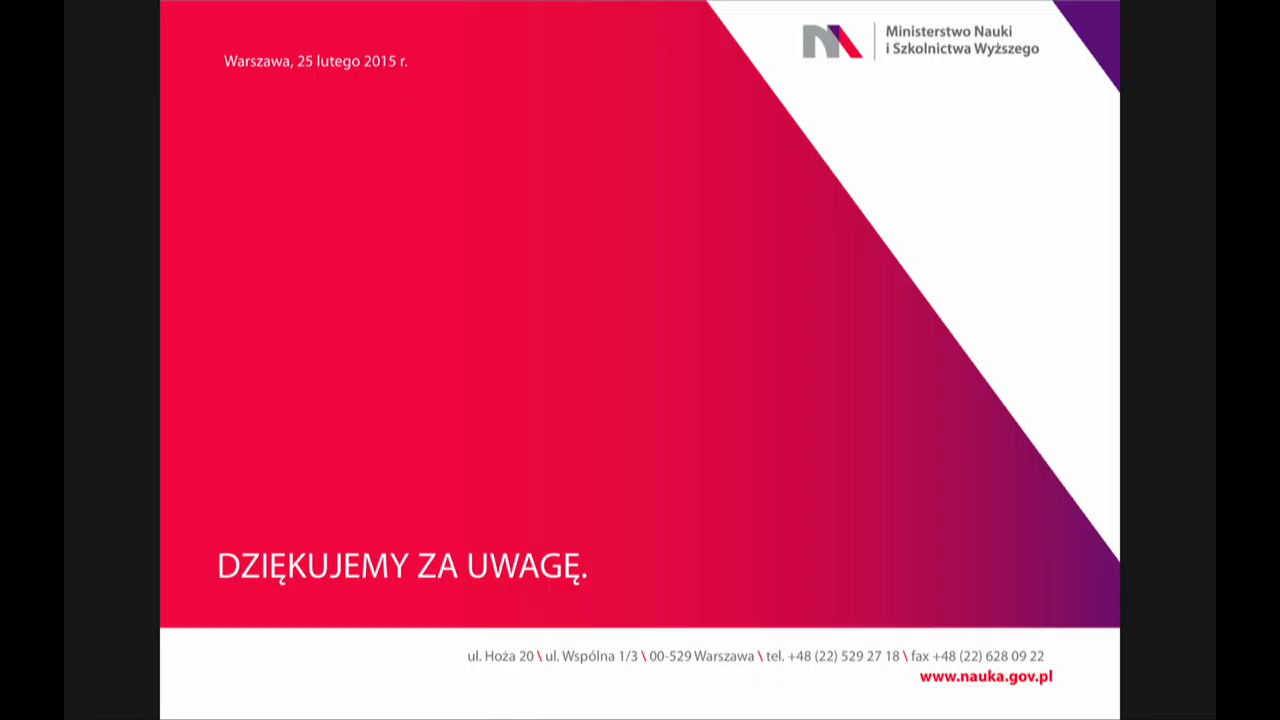 Warszawa, 25 lutego 2015 r.
Ministerstwo Nauki
i Szkolnictwa Wyższego
DZIĘKUJEMY ZA UWAGĘ.
ul. Hoża 20 \ ul. Wspólna 1/3 \ 00-529 Warszawa \ tel. +48 (22) 529 27 18 \ fax +48 (22) 628 09 22
www.nauka.gov.pl